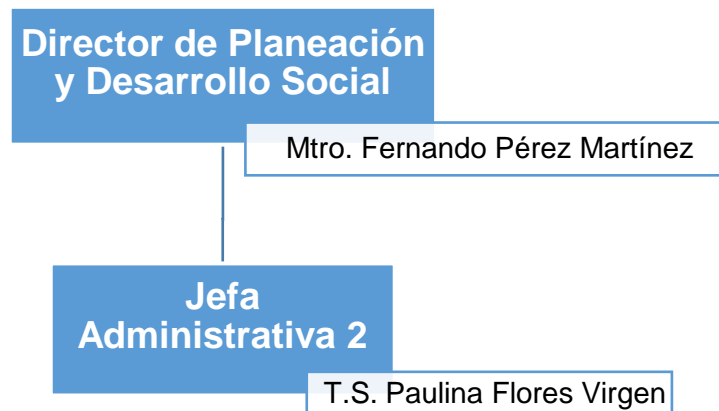 Director de Planeación
y Desarrollo Social
Mtro. Fernando Pérez Martínez
Jefa
Administrativa 2
T.S. Paulina Flores Virgen